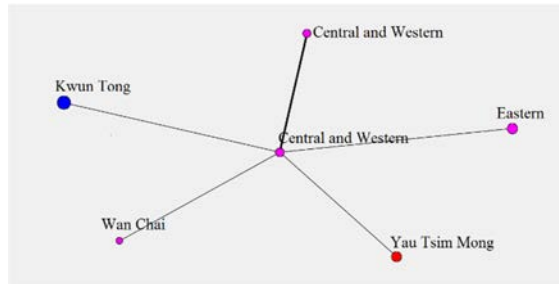 Central and Western
Kwun Tong
Eastern
Central and Western
Wan Chai
Yau Tsim Mong